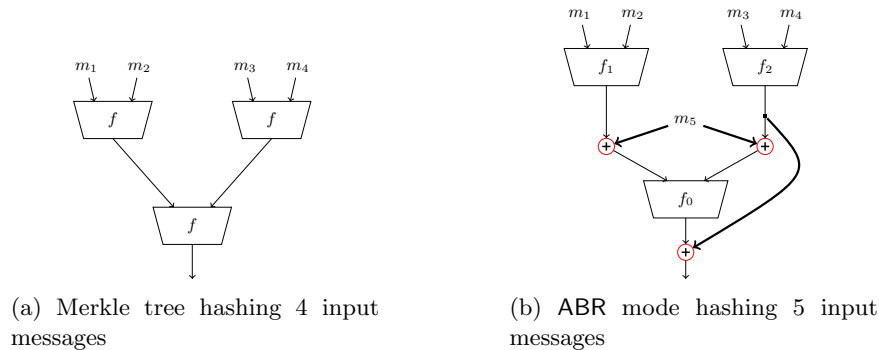 m1 m2 m3 m4
f f
f
(a) Merkle tree hashing 4 input
messages
m1 m2 m3 m4
f1 f2
m5
+ +
f0
+
(b) ABR mode hashing 5 input
messages